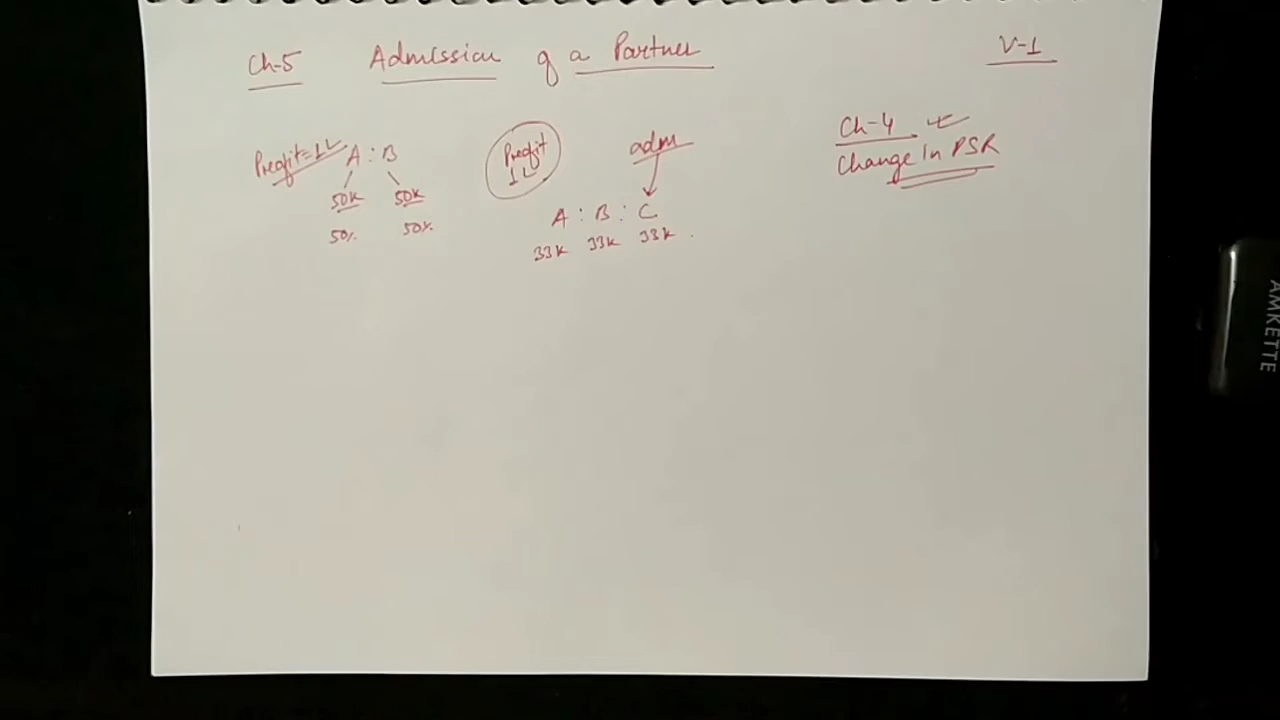 Ch-5 Admission of a Partner V-1
Profit=1L A : B
50K 50K
50% 50%
Profit
1L
adm
A : B : C
33K 33K 33K
Ch-4
Change In PSR
AMKETTE